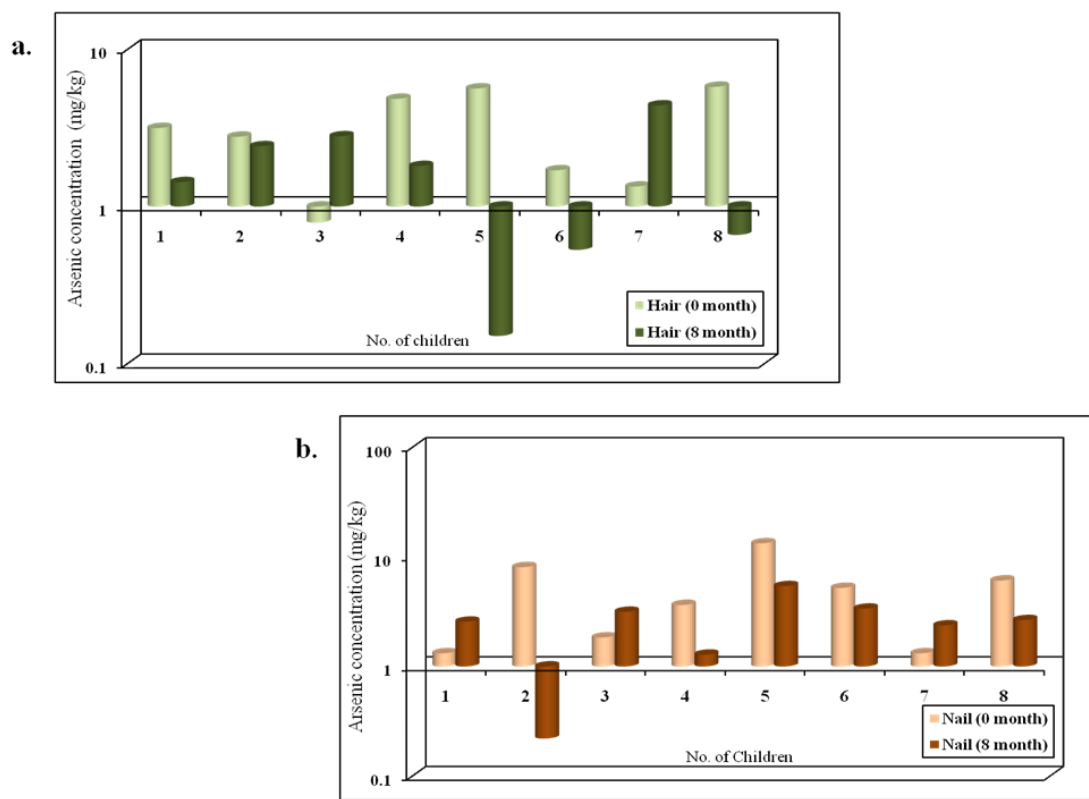 a.
Arsenic concentration (mg/kg)
10
1
0.1
1 2 3 4 5 6 7 8
Hair (0 month)
Hair (8 month)
No. of children
b.
Arsenic concentration (mg/kg)
100
10
1
0.1
1 2 3 4 5 6 7 8
Nail (0 month)
Nail (8 month)
No. of Children